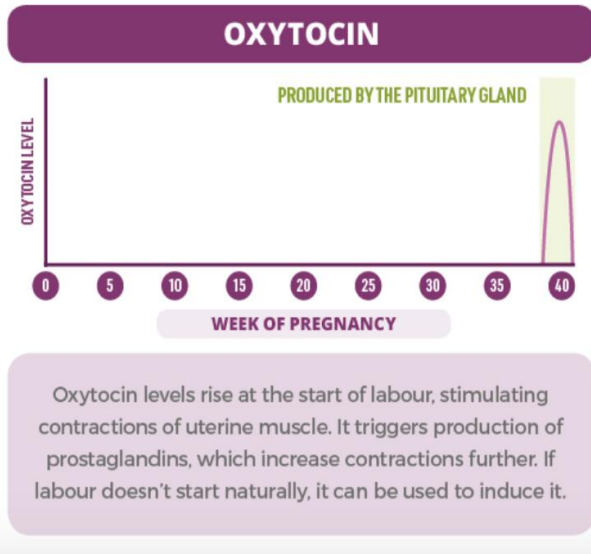 OXYTOCIN
PRODUCED BY THE PITUITARY GLAND
OXYTOCIN LEVEL
0 5 10 15 20 25 30 35 40
WEEK OF PREGNANCY
Oxytocin levels rise at the start of labour, stimulating
contractions of uterine muscle. It triggers production of
prostaglandins, which increase contractions further. If
labour doesn't start naturally, it can be used to induce it.